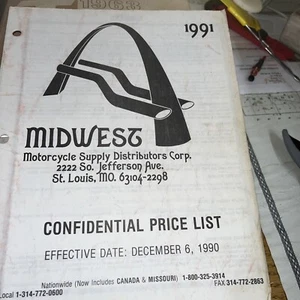 1991
MIDWEST
Motorcycle Supply Distributors Corp.
2222 So. Jefferson Ave.
St. Louis, MO. 63104-2298
CONFIDENTIAL PRICE LIST
EFFECTIVE DATE: DECEMBER 6, 1990
Nationwide (Now Includes CANADA & MISSOURI) 1-800-325-3914
Local 1-314-772-0600 FAX 314-772-2863